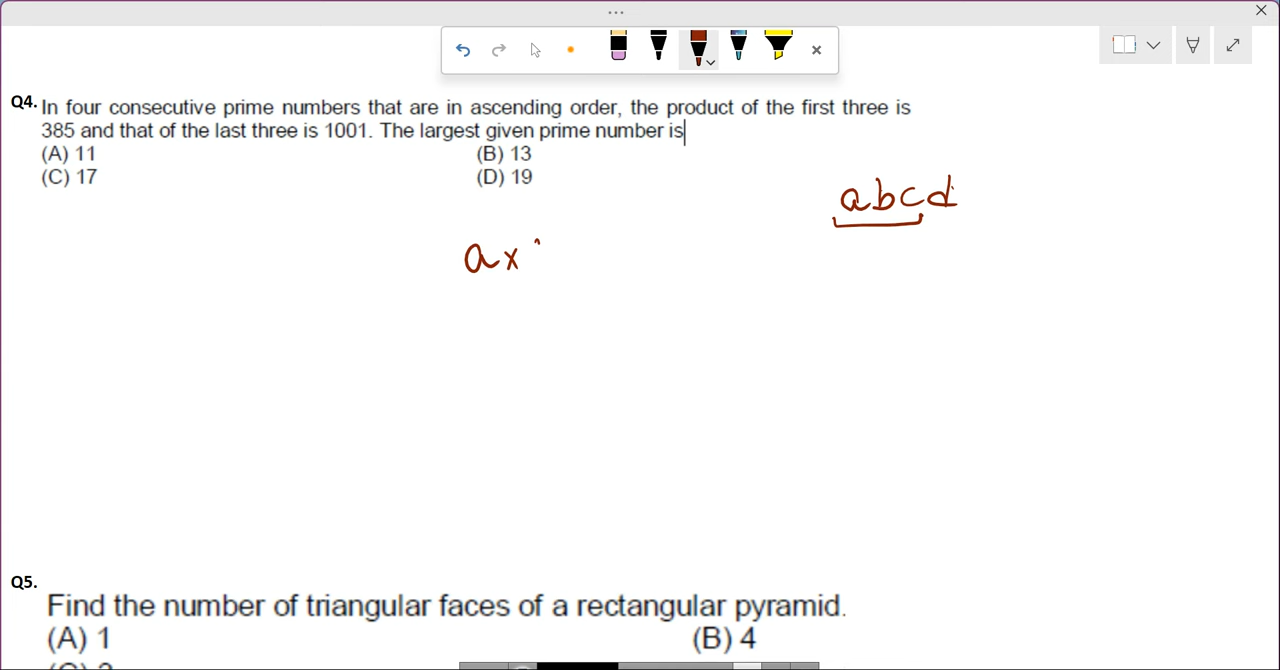 Q4. In four consecutive prime numbers that are in ascending order, the product of the first three is
385 and that of the last three is 1001. The largest given prime number is
(A) 11 (B) 13
(C) 17 (D) 19
abcd
ax
Q5.
Find the number of triangular faces of a rectangular pyramid.
(A) 1 (B) 4